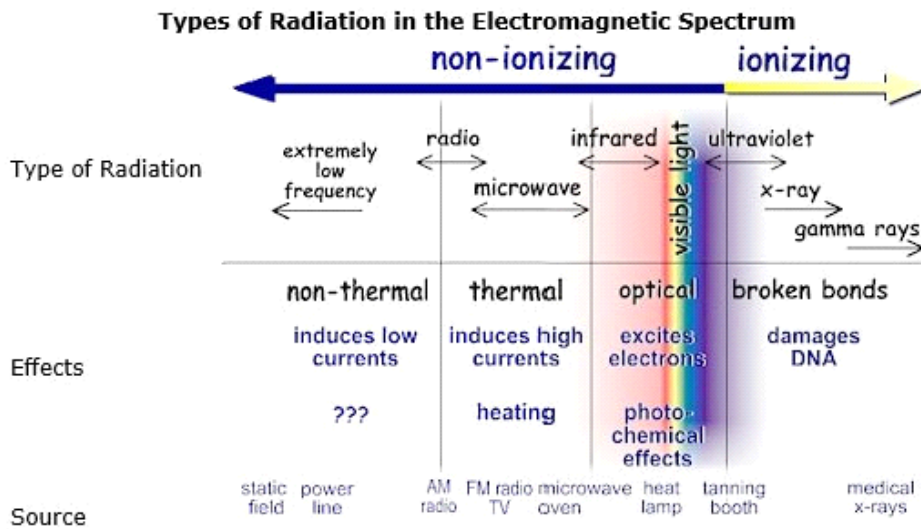 Types of Radiation in the Electromagnetic Spectrum
non-ionizing
ionizing
Type of Radiation
extremely
low
frequency
radio
microwave
infrared
visible light
ultraviolet
x-ray
gamma rays
non-thermal
thermal
optical
broken bonds
Effects
induces low
currents
induces high
currents
excites
electrons
damages
DNA
???
heating
photo-
chemical
effects
Source
static
field
power
line
AM
radio
FM radio
TV
microwave
oven
heat
lamp
tanning
booth
medical
x-rays